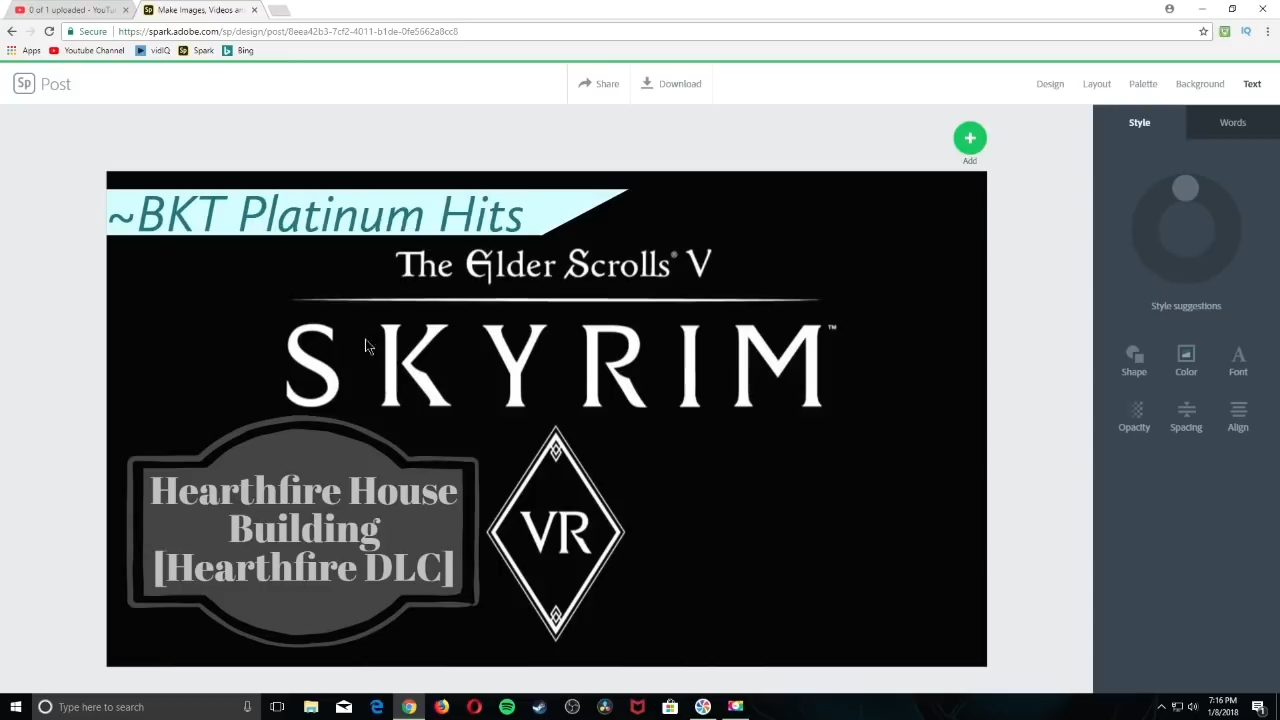 0 of 1 uploaded - YouTu
Make Images, Videos an
Secure
https://spark.adobe.com/sp/design/post/8eea42b3-7cf2-4011-b1de-0fe5662a8cc8
Apps
Youtube Channel
vidIQ
Spark
Bing
Sp Post
Share
Download
Design
Layout
Palette
Background
Text
Style
Words
Add
~BKT Platinum Hits
The Elder Scrolls® V
SKYRIM™
VR
Hearthfire House
Building
[Hearthfire DLC]
Style suggestions
Shape
Color
Font
Opacity
Spacing
Align
Type here to search
7:16 PM
1/8/2018